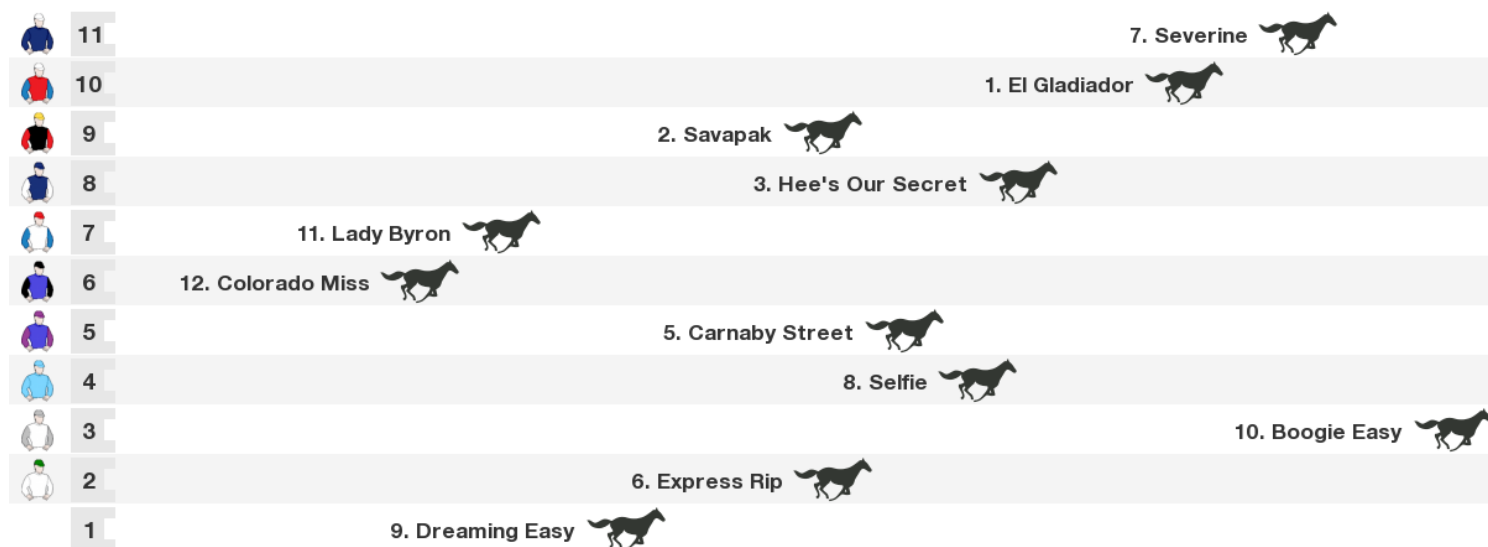 11 7. Severine
10 1. El Gladiador
9 2. Savapak
8 3. Hee's Our Secret
7 11. Lady Byron
6 12. Colorado Miss
5 5. Carnaby Street
4 8. Selfie
3 10. Boogie Easy
2 6. Express Rip
1 9. Dreaming Easy